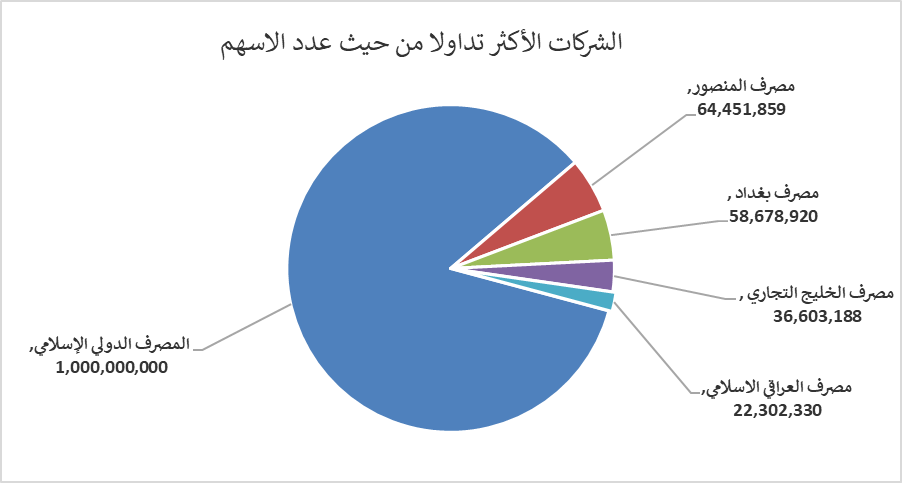 الشركات الأكثر تداولا من حيث عدد الاسهم
مصرف المنصور,
64,451,859
مصرف بغداد ,
58,678,920
مصرف الخليج التجاري ,
36,603,188
مصرف العراقي الاسلامي,
22,302,330
المصرف الدولي الإسلامي,
1,000,000,000